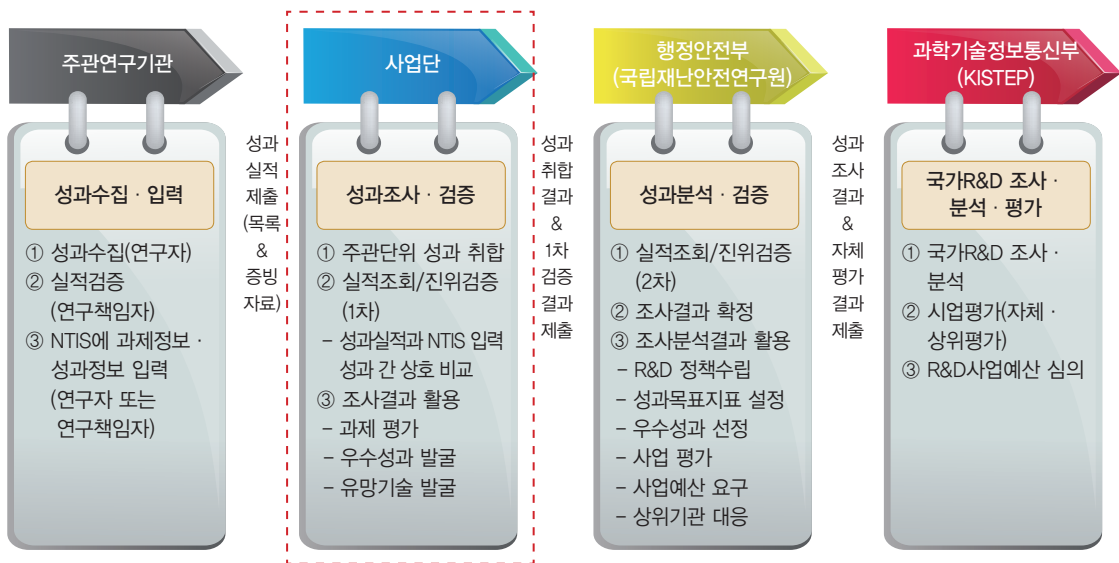 주관연구기관
성과수집 · 입력
① 성과수집(연구자)
② 실적검증
(연구책임자)
③ NTIS에 과제정보 ·
성과정보 입력
(연구자 또는
연구책임자)
성과
실적
제출
(목록
&
증빙
자료)
사업단
성과조사 · 검증
① 주관단위 성과 취합
② 실적조회/진위검증
(1차)
- 성과실적과 NTIS 입력
성과 간 상호 비교
③ 조사결과 활용
- 과제 평가
- 우수성과 발굴
- 유망기술 발굴
성과
취합
결과
&
1차
검증
결과
제출
행정안전부
(국립재난안전연구원)
성과분석 · 검증
① 실적조회/진위검증
(2차)
② 조사결과 확정
③ 조사분석결과 활용
- R&D 정책수립
- 성과목표지표 설정
- 우수성과 선정
- 사업 평가
- 사업예산 요구
- 상위기관 대응
성과
조사
결과
&
자체
평가
결과
제출
과학기술정보통신부
(KISTEP)
국가R&D 조사 ·
분석 · 평가
① 국가R&D 조사 ·
분석
② 시업평가(자체 ·
상위평가)
③ R&D사업예산 심의